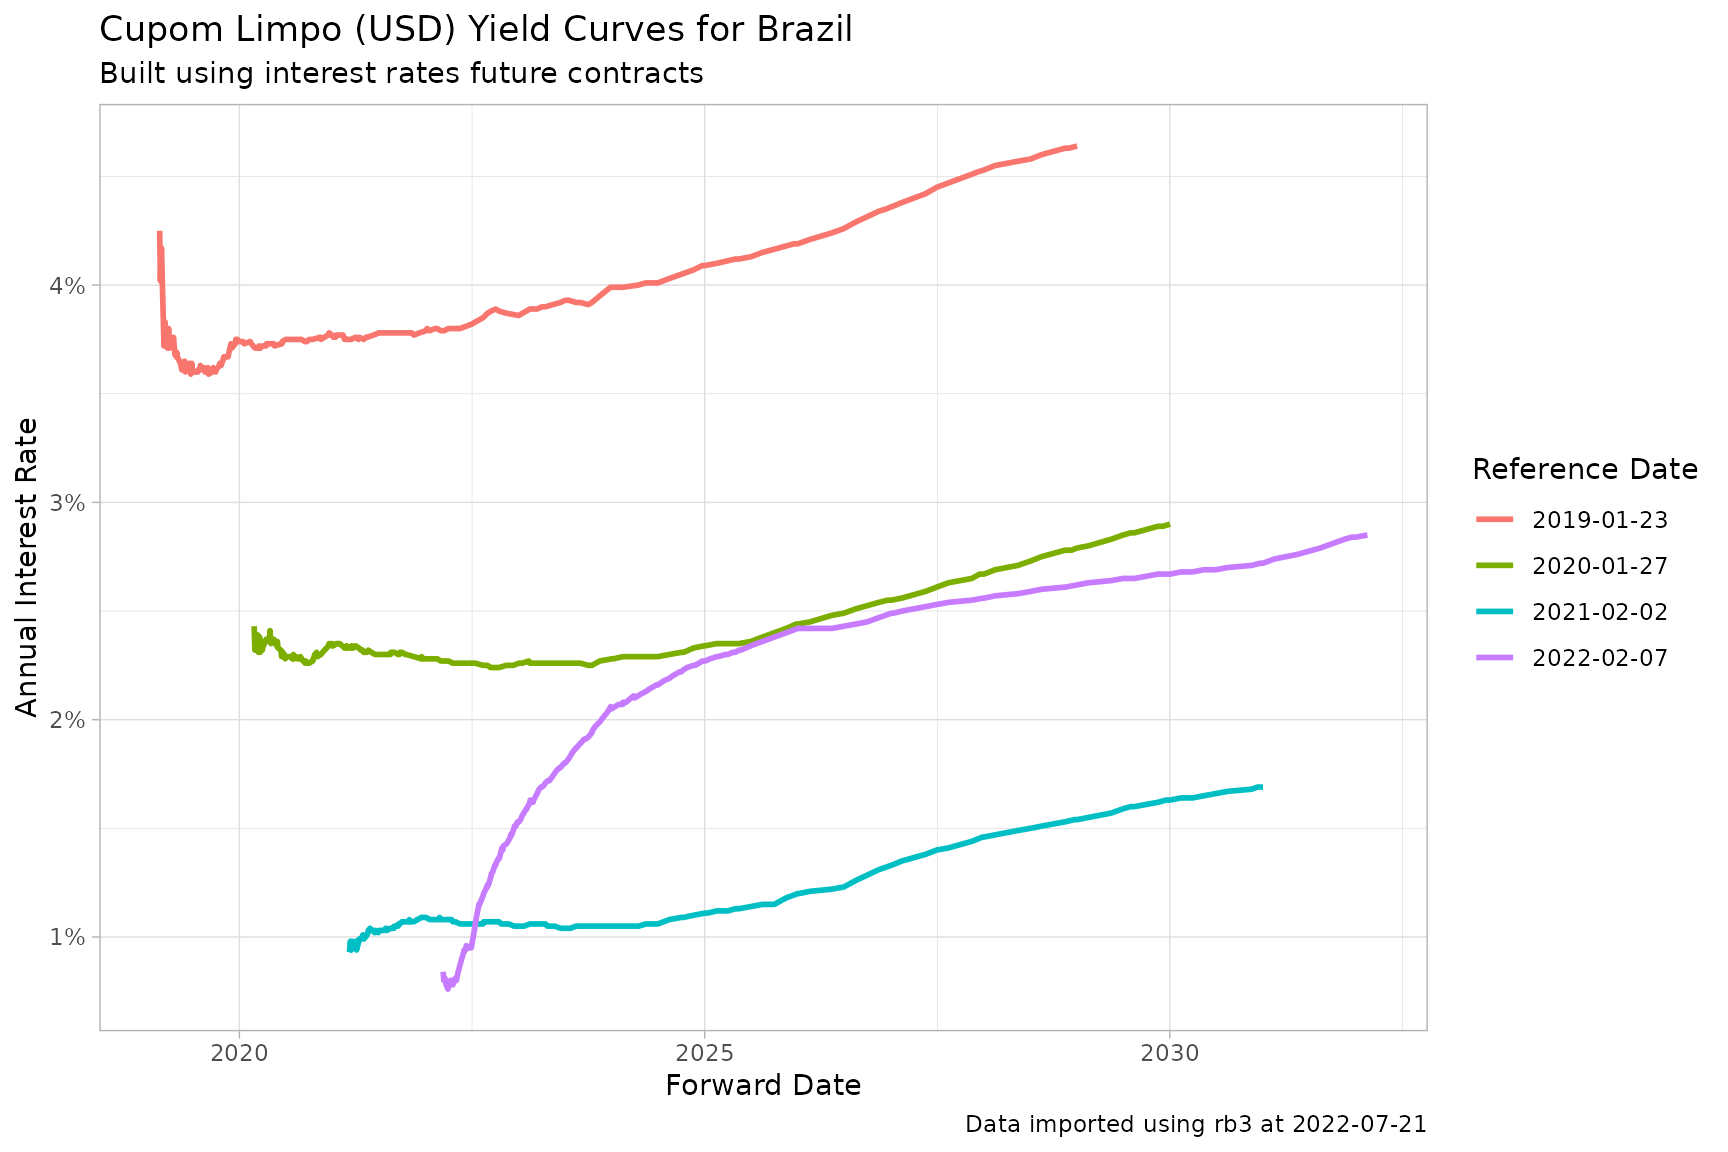 Cupom Limpo (USD) Yield Curves for Brazil
Built using interest rates future contracts
Annual Interest Rate
4%
3%
2%
1%
2020
2025
2030
Forward Date
Reference Date
2019-01-23
2020-01-27
2021-02-02
2022-02-07
Data imported using rb3 at 2022-07-21